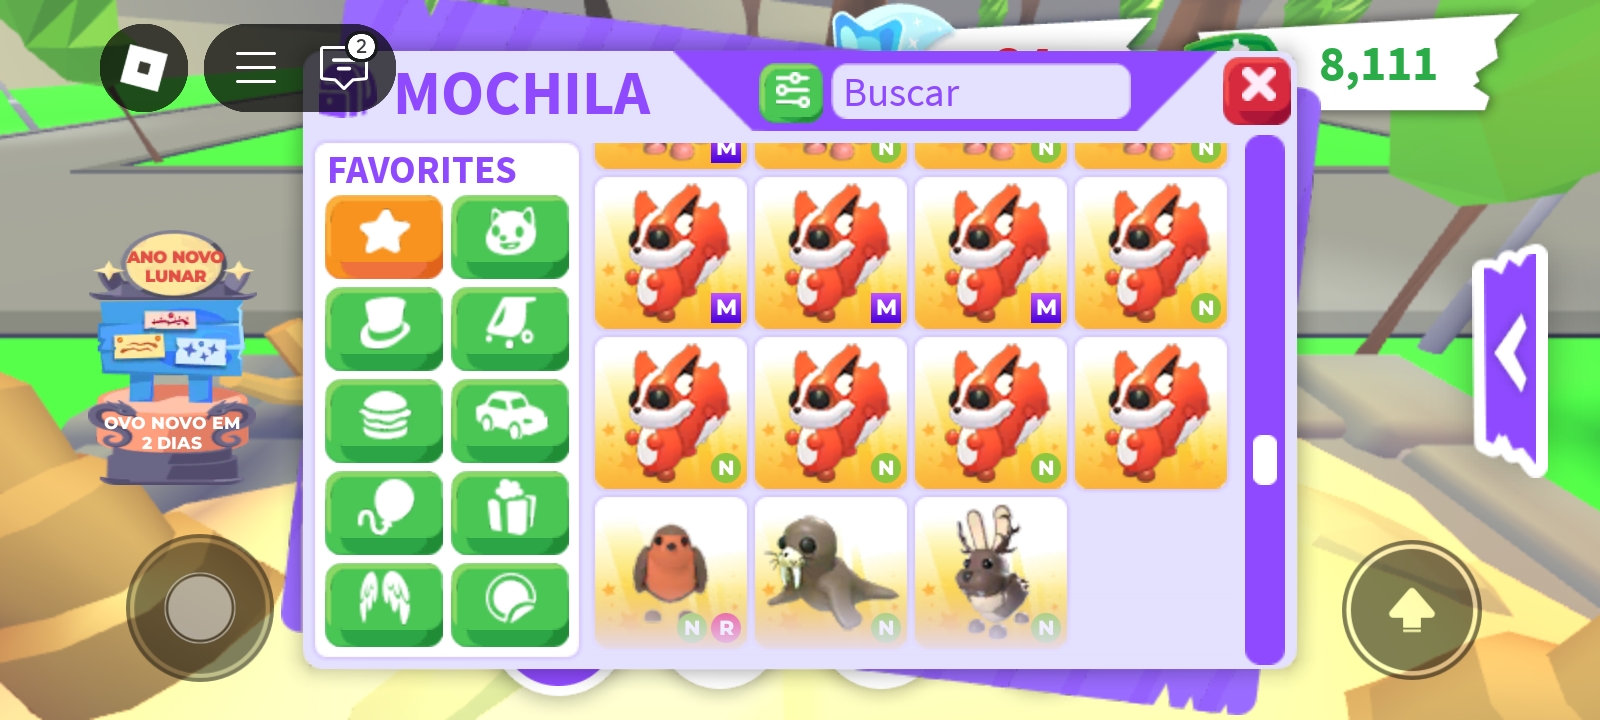 2
MOCHILA
Buscar
8,111
FAVORITES
M
N
N
N
M
M
M
N
N
N
N
N
R
N
N
ANO NOVO
LUNAR
OVO NOVO EM
2 DIAS